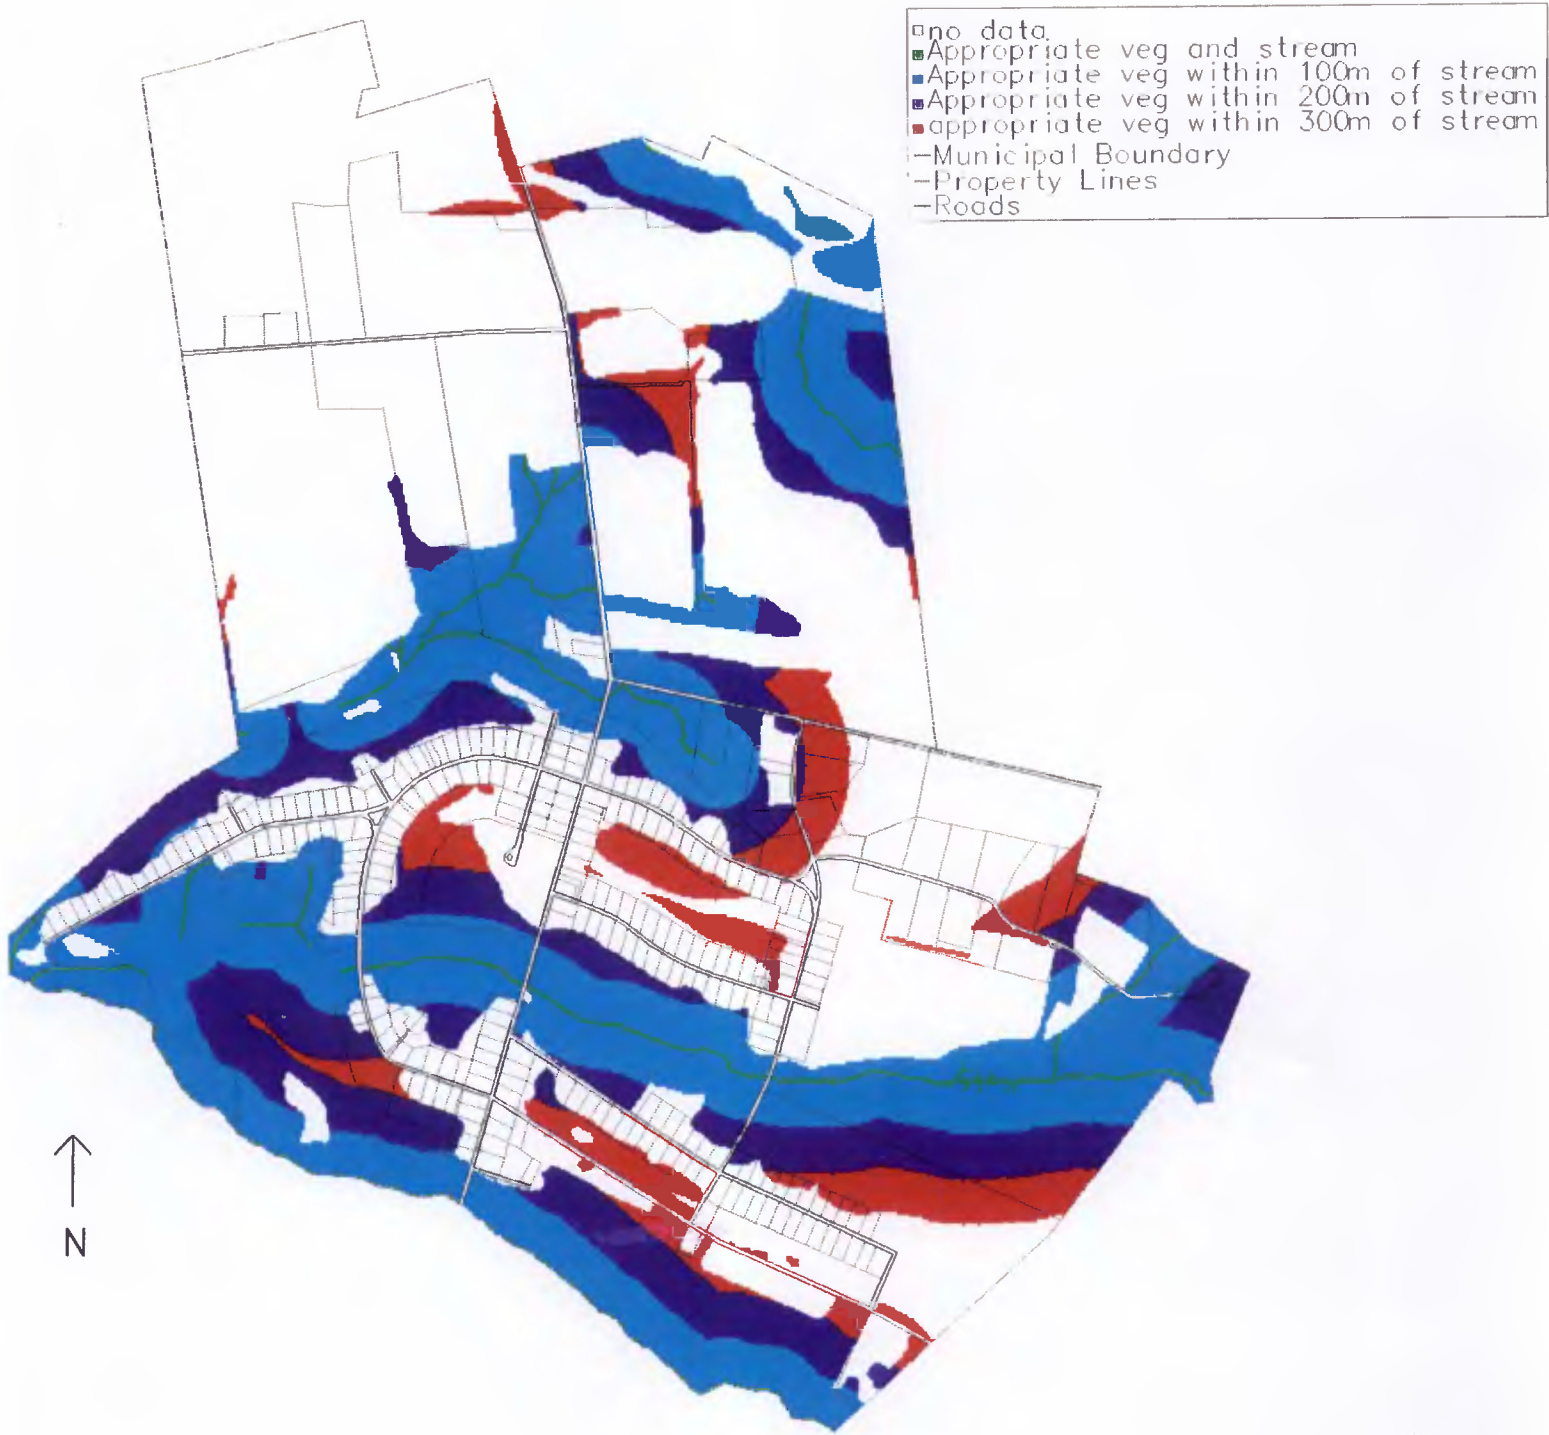 no data
Appropriate veg and stream
Appropriate veg within 100m of stream
Appropriate veg within 200m of stream
appropriate veg within 300m of stream
Municipal Boundary
Property Lines
Roads
N